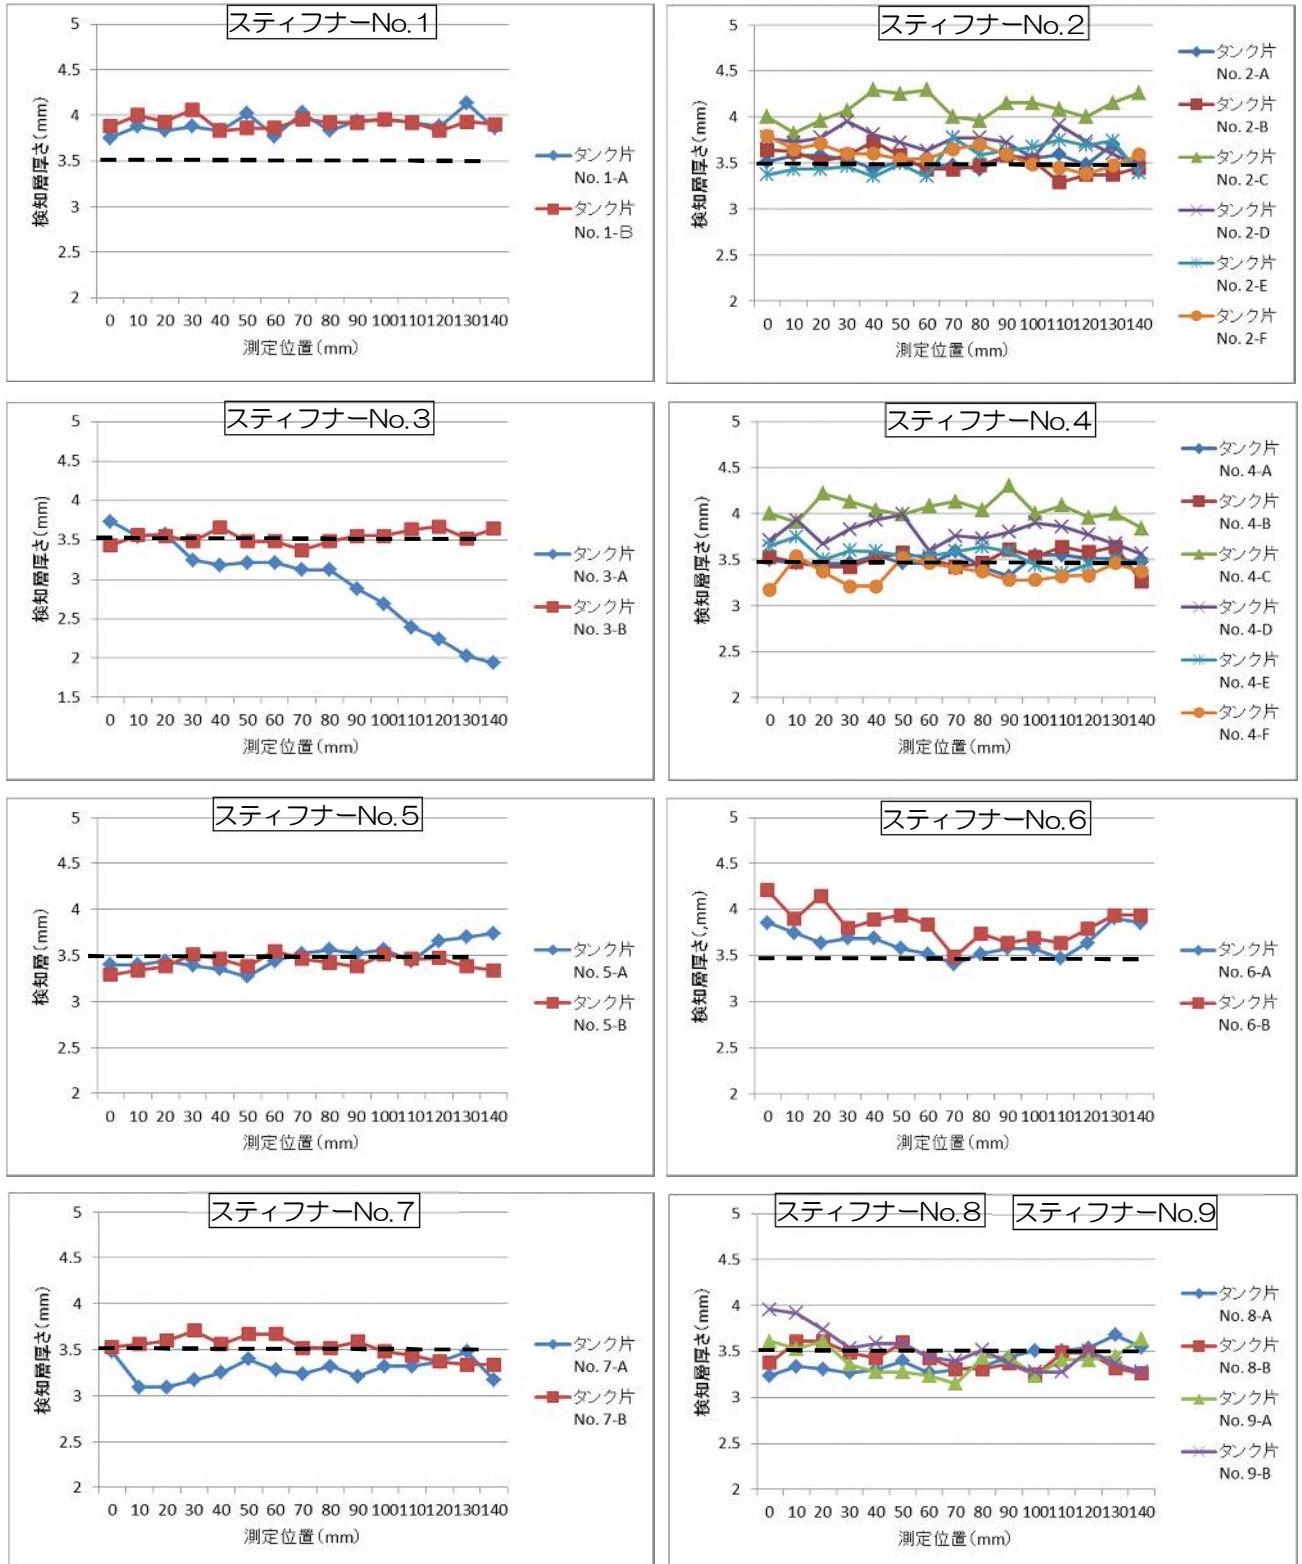 スティフナーNo.1
5
4.5
4
3.5
3
2.5
2
検知層厚さ(mm)
0 10 20 30 40 50 60 70 80 90 100110120130140
測定位置(mm)
タンク片
No. 1-A
タンク片
No. 1-B
スティフナーNo.2
5
4.5
4
3.5
3
2.5
2
検知層厚さ(mm)
0 10 20 30 40 50 60 70 80 90 100110120130140
測定位置(mm)
タンク片
No. 2-A
タンク片
No. 2-B
タンク片
No. 2-C
タンク片
No. 2-D
タンク片
No. 2-E
タンク片
No. 2-F
スティフナーNo.3
5
4.5
4
3.5
3
2.5
2
1.5
検知層厚さ(mm)
0 10 20 30 40 50 60 70 80 90 100110120130140
測定位置(mm)
タンク片
No. 3-A
タンク片
No. 3-B
スティフナーNo.4
5
4.5
4
3.5
3
2.5
2
検知層厚さ(mm)
0 10 20 30 40 50 60 70 80 90 100110120130140
測定位置(mm)
タンク片
No. 4-A
タンク片
No. 4-B
タンク片
No. 4-C
タンク片
No. 4-D
タンク片
No. 4-E
タンク片
No. 4-F
スティフナーNo.5
5
4.5
4
3.5
3
2.5
2
検知層(mm)
0 10 20 30 40 50 60 70 80 90 100110120130140
測定位置(mm)
タンク片
No. 5-A
タンク片
No. 5-B
スティフナーNo.6
5
4.5
4
3.5
3
2.5
2
検知層厚さ(,mm)
0 10 20 30 40 50 60 70 80 90 100110120130140
測定位置(mm)
タンク片
No. 6-A
タンク片
No. 6-B
スティフナーNo.7
5
4.5
4
3.5
3
2.5
2
検知層厚さ(mm)
0 10 20 30 40 50 60 70 80 90 100110120130140
測定位置(mm)
タンク片
No. 7-A
タンク片
No. 7-B
スティフナーNo.8 スティフナーNo.9
5
4.5
4
3.5
3
2.5
2
検知層厚さ(mm)
0 10 20 30 40 50 60 70 80 90 100110120130140
測定位置(mm)
タンク片
No. 8-A
タンク片
No. 8-B
タンク片
No. 9-A
タンク片
No. 9-B